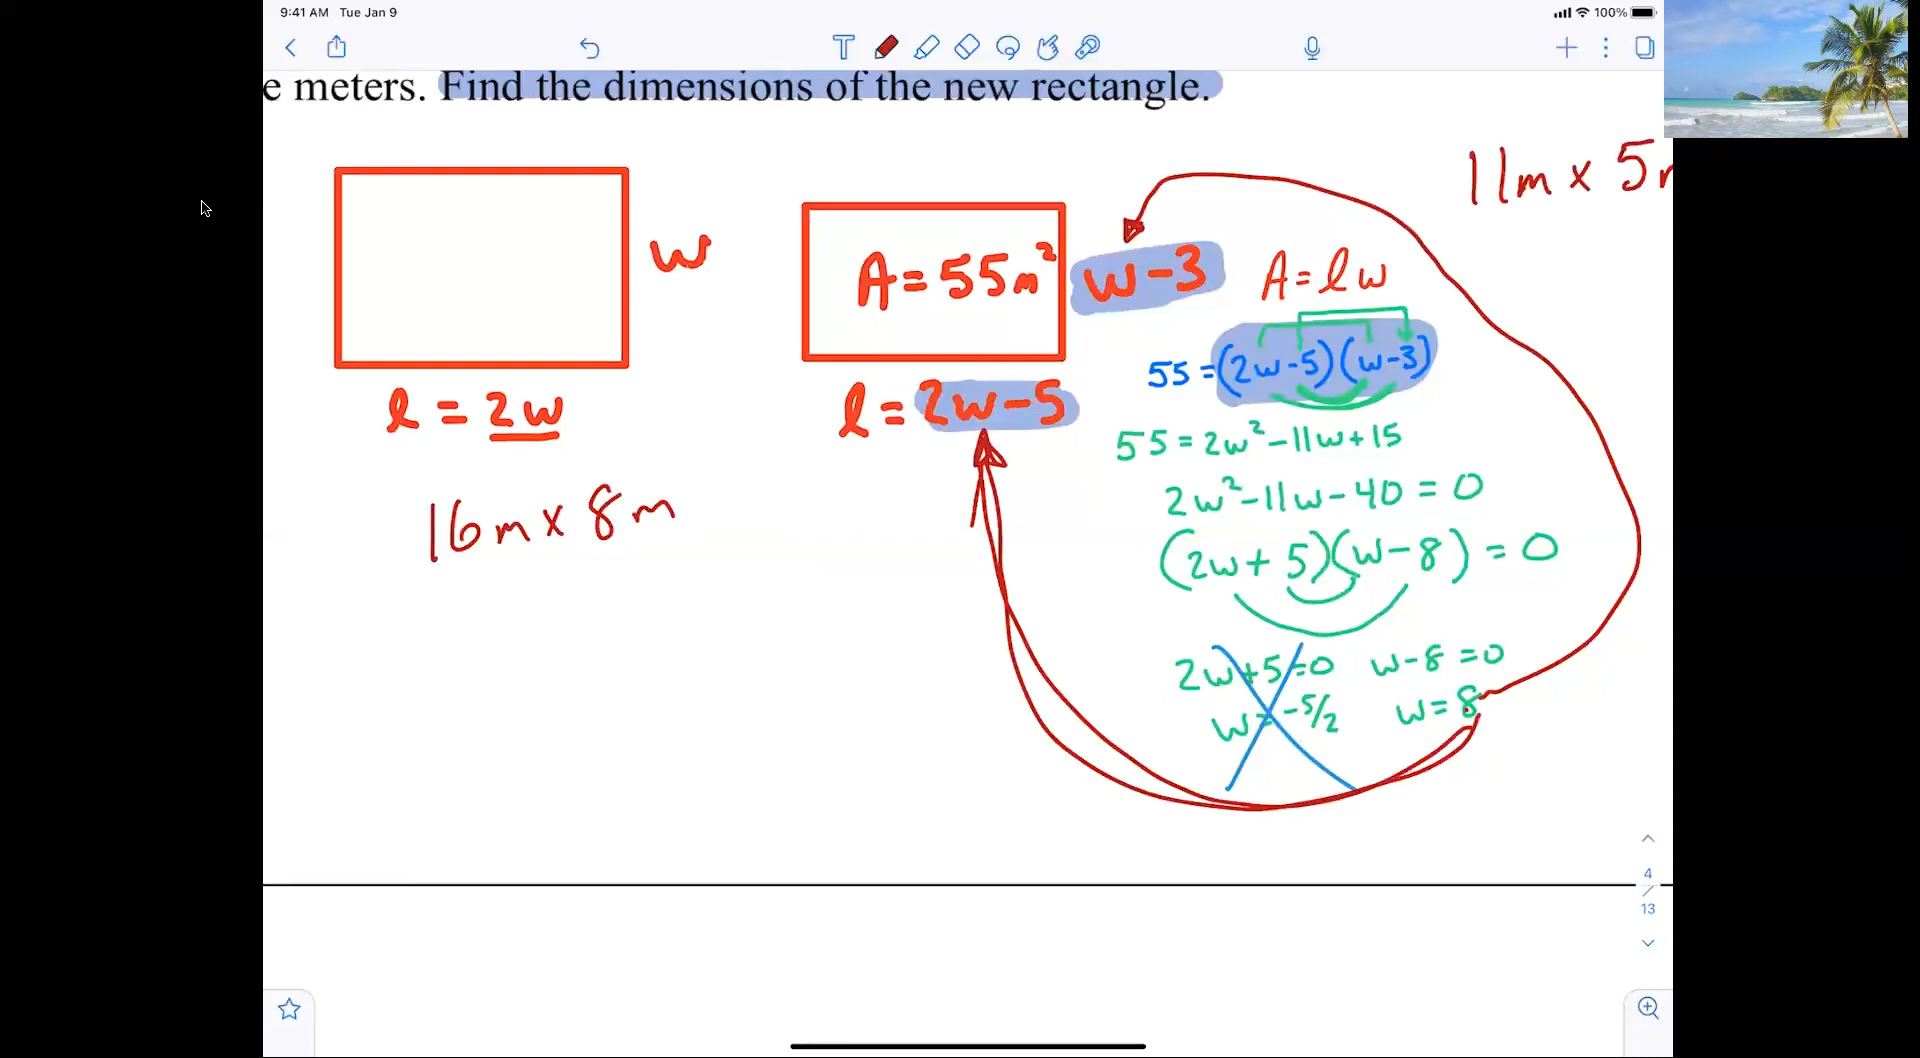 9:41 AM Tue Jan 9
100%
T
e meters. Find the dimensions of the new rectangle.
11m x 5
w
A = 55m²
w-3
A = lw
55 = (2w-5)(w-3)
l = 2w
l = 2w-5
55 = 2w²-11w+15
2w²-11w-40 = 0
16m x 8m
(2w+5)(w-8) = 0
2w+5=0 w-8=0
w=-5/2 w=8
4
/
13